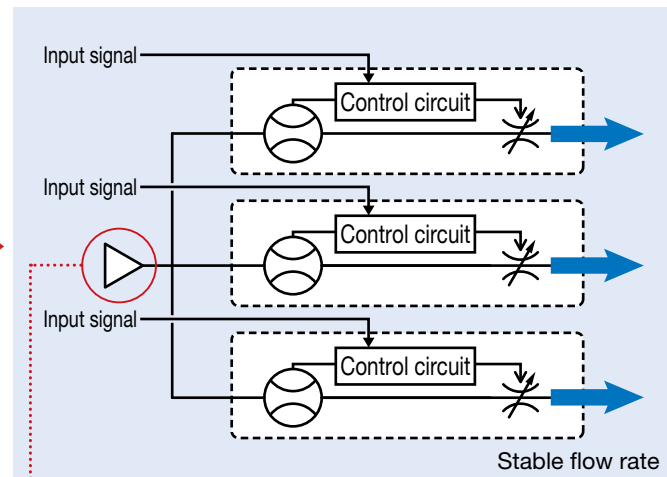 Input signal
Control circuit
Input signal
Control circuit
Input signal
Control circuit
Stable flow rate